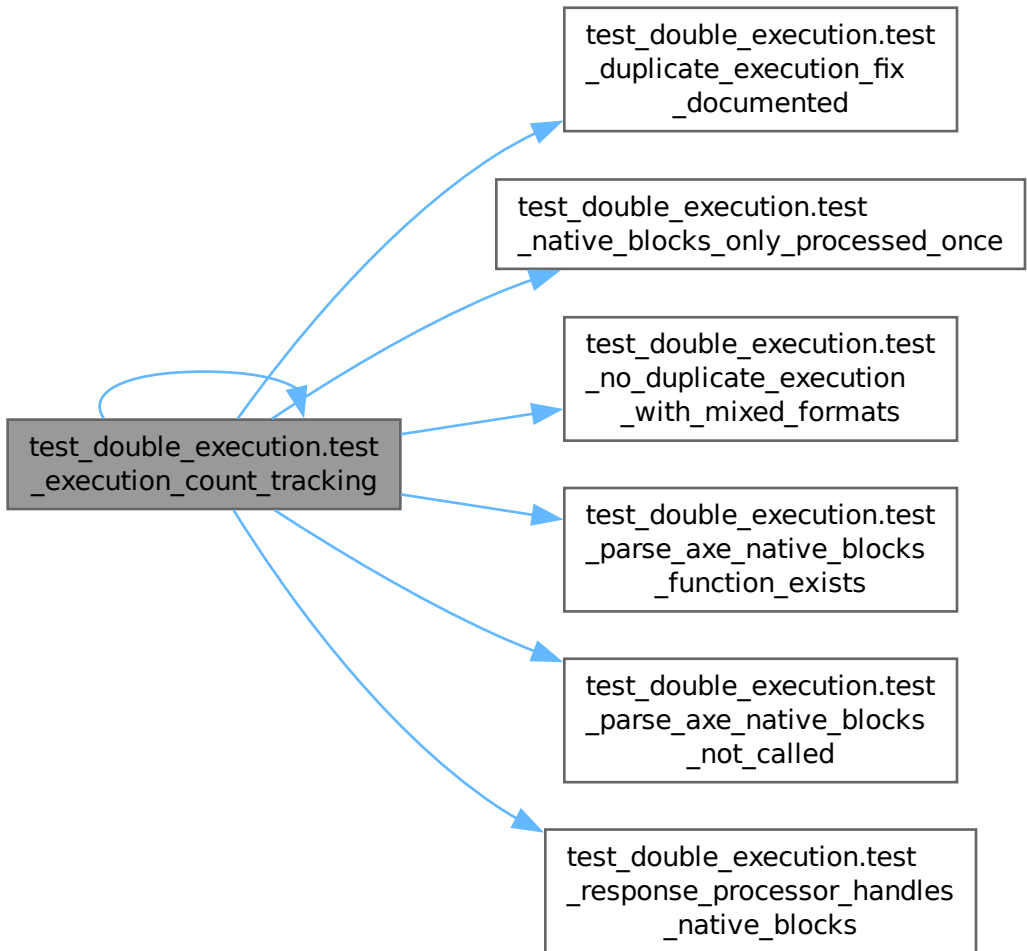 test_double_execution.test
_duplicate_execution_fix
_documented
test_double_execution.test
_native_blocks_only_processed_once
test_double_execution.test
_no_duplicate_execution
_with_mixed_formats
test_double_execution.test
_execution_count_tracking
test_double_execution.test
_parse_axe_native_blocks
_function_exists
test_double_execution.test
_parse_axe_native_blocks
_not_called
test_double_execution.test
_response_processor_handles
_native_blocks